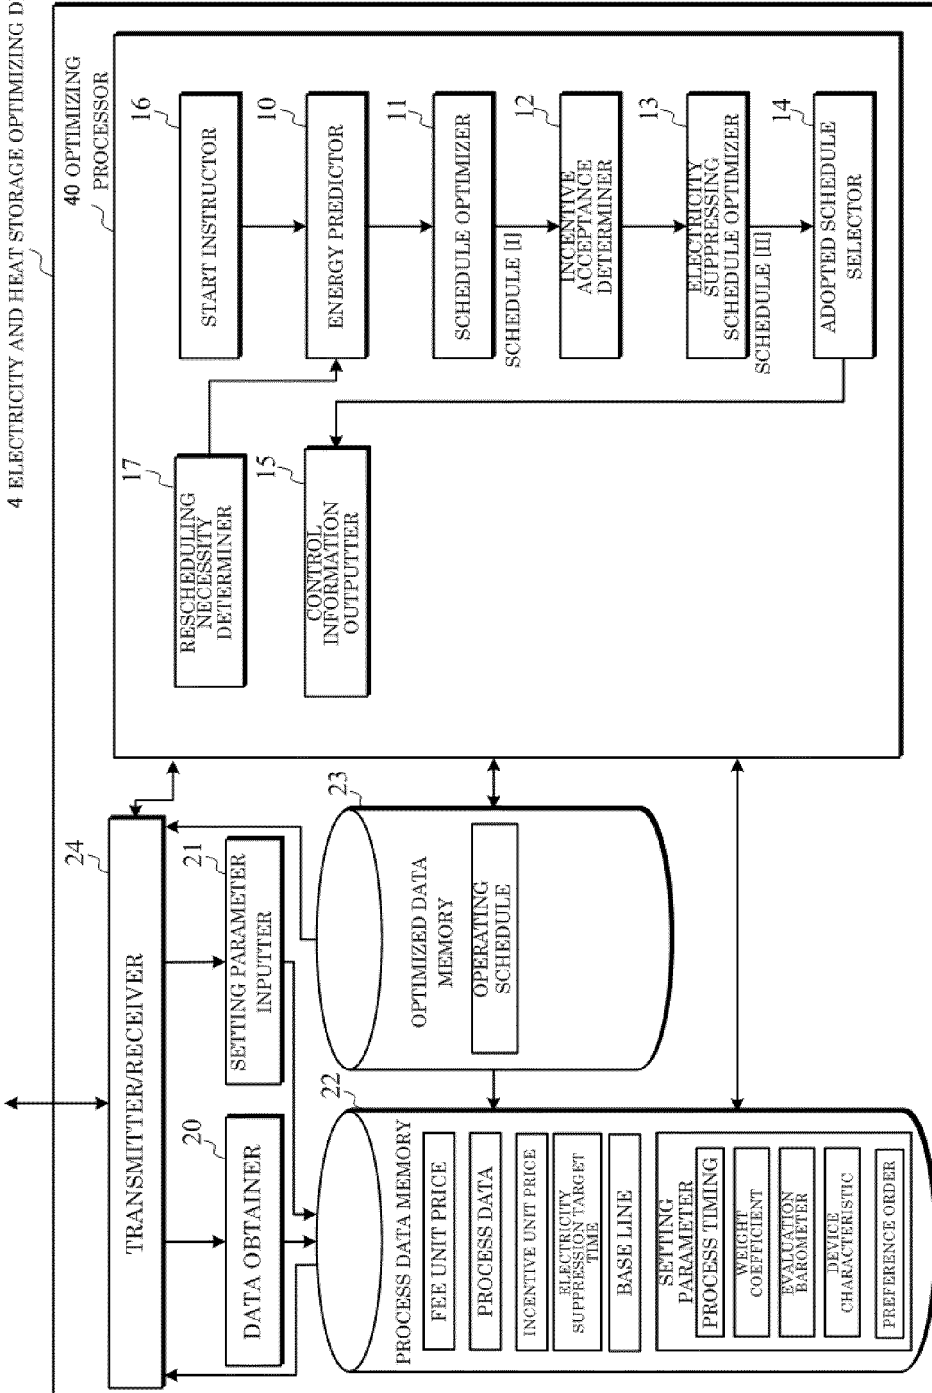 4 ELECTRICITY AND HEAT STORAGE OPTIMIZING D
24
TRANSMITTER/RECEIVER
20
DATA OBTAINER
21
SETTING PARAMETER
INPUTTER
22
PROCESS DATA MEMORY
FEE UNIT PRICE
PROCESS DATA
INCENTIVE UNIT PRICE
ELECTRICITY
SUPPRESSION TARGET
TIME
BASE LINE
SETTING
PARAMETER
PROCESS TIMING
WEIGHT
COEFFICIENT
EVALUATION
BAROMETER
DEVICE
CHARACTERISTIC
PREFERENCE ORDER
23
OPTIMIZED DATA
MEMORY
OPERATING
SCHEDULE
40 OPTIMIZING
PROCESSOR
17
RESCHEDULING
NECESSITY
DETERMINER
16
START INSTRUCTOR
15
CONTROL
INFORMATION
OUTPUTTER
10
ENERGY PREDICTOR
11
SCHEDULE OPTIMIZER
SCHEDULE [I]
12
INCENTIVE
ACCEPTANCE
DETERMINER
13
ELECTRICITY
SUPPRESSING
SCHEDULE OPTIMIZER
SCHEDULE [II]
14
ADOPTED SCHEDULE
SELECTOR